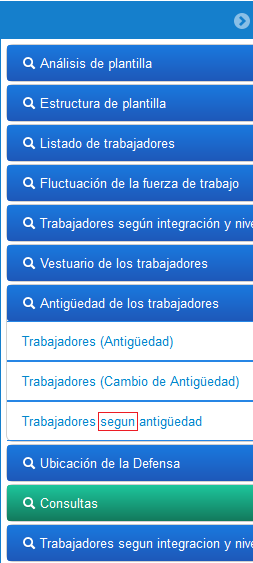 Análisis de plantilla
Estructura de plantilla
Listado de trabajadores
Fluctuación de la fuerza de trabajo
Trabajadores según integración y nive
Vestuario de los trabajadores
Antigüedad de los trabajadores
Trabajadores (Antigüedad)
Trabajadores (Cambio de Antigüedad)
Trabajadores segun antigüedad
Ubicación de la Defensa
Consultas
Trabajadores segun integracion y nive